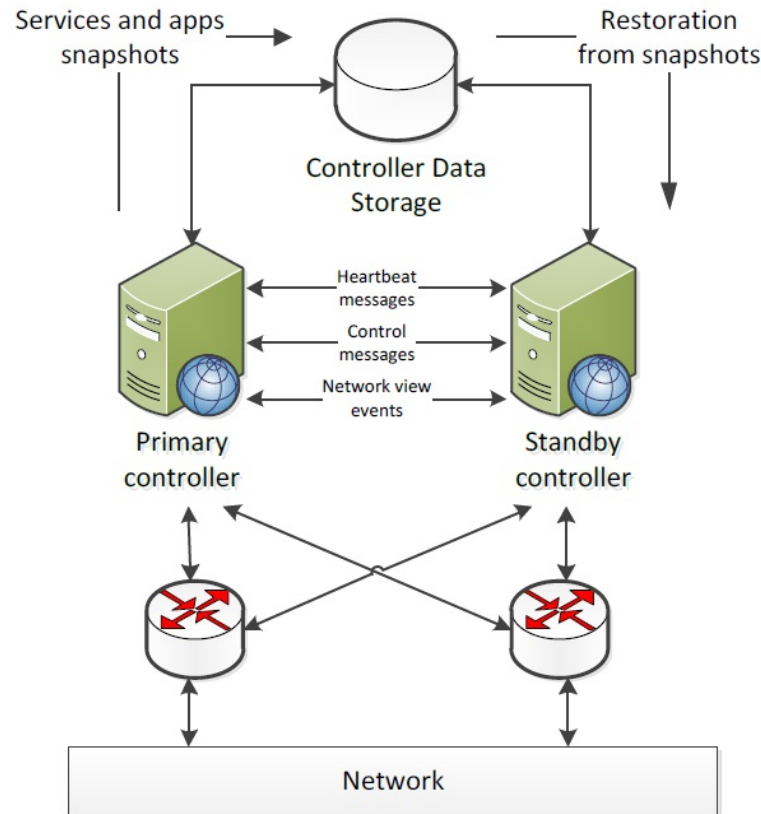 Services and apps
snapshots
Restoration
from snapshots
Controller Data
Storage
Heartbeat
messages
Control
messages
Network view
events
Primary
controller
Standby
controller
Network